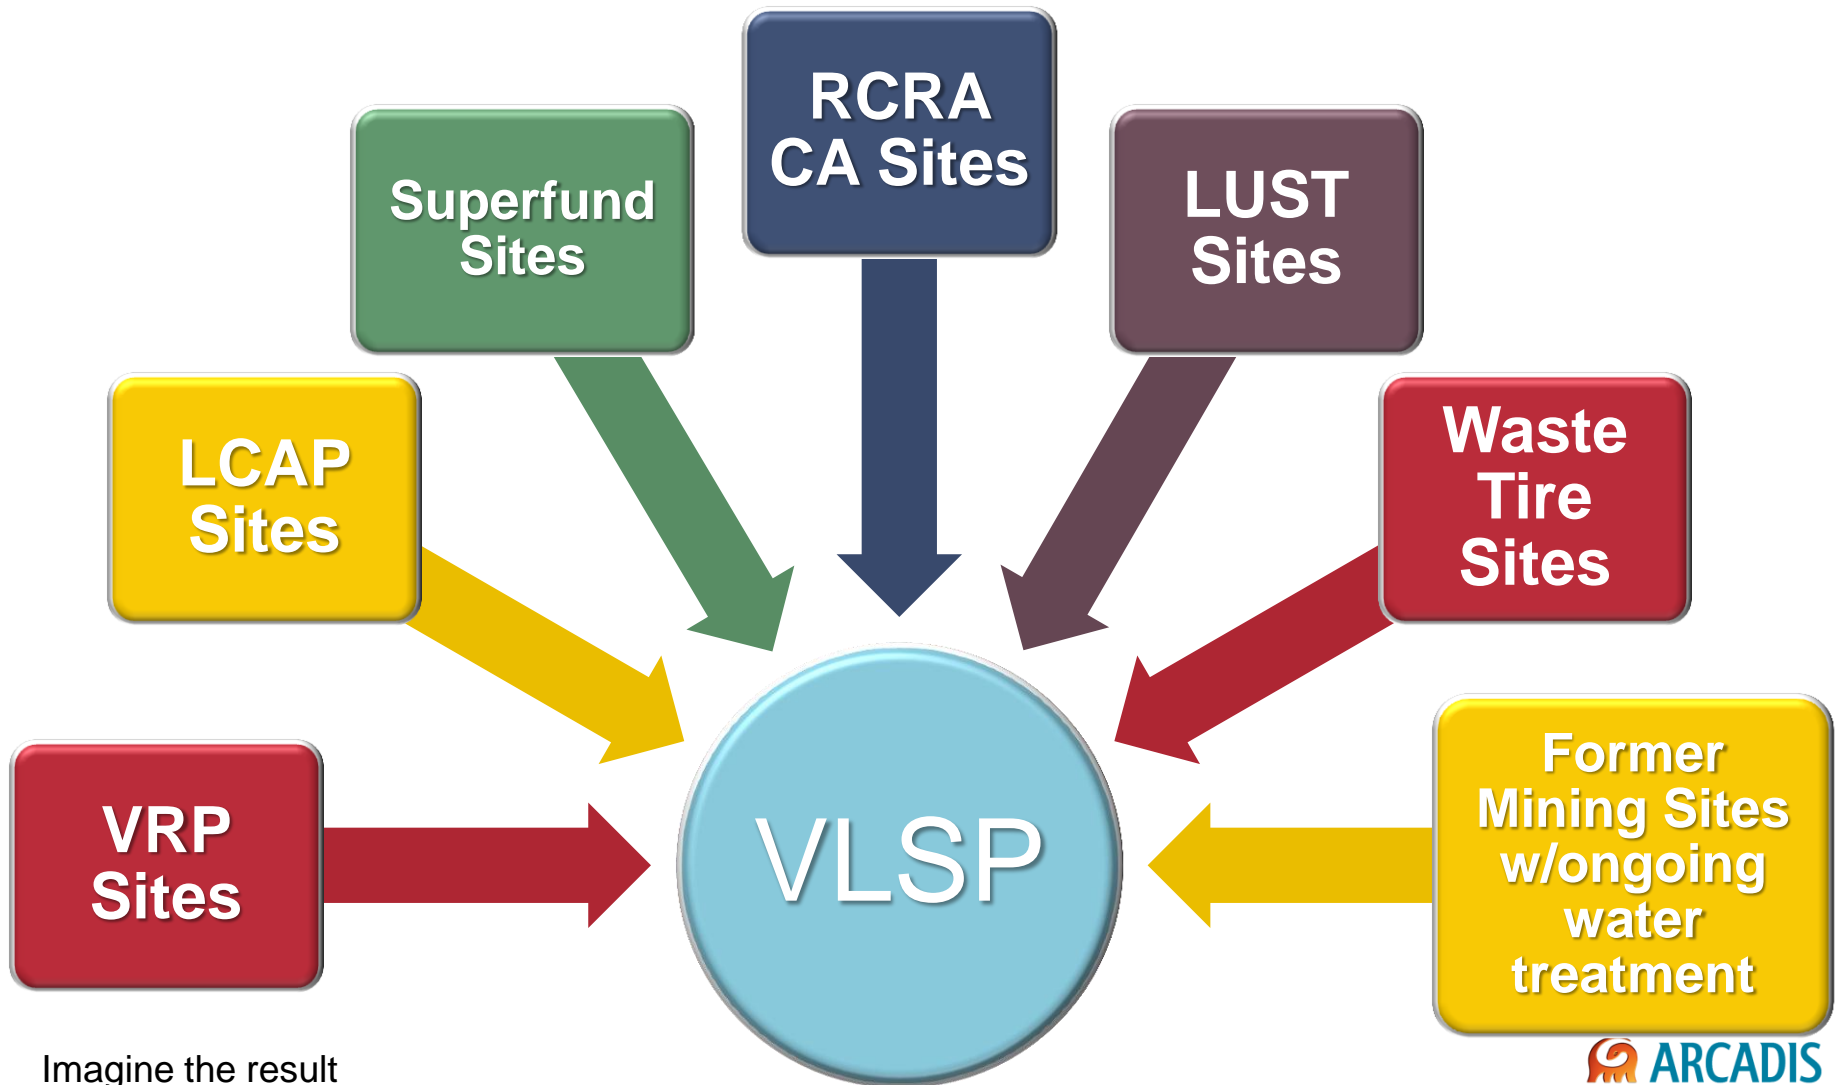 RCRA
CA Sites
Superfund
Sites
LUST
Sites
LCAP
Sites
Waste
Tire
Sites
VRP
Sites
VLSP
Former
Mining Sites
w/ongoing
water
treatment
Imagine the result
ARCADIS